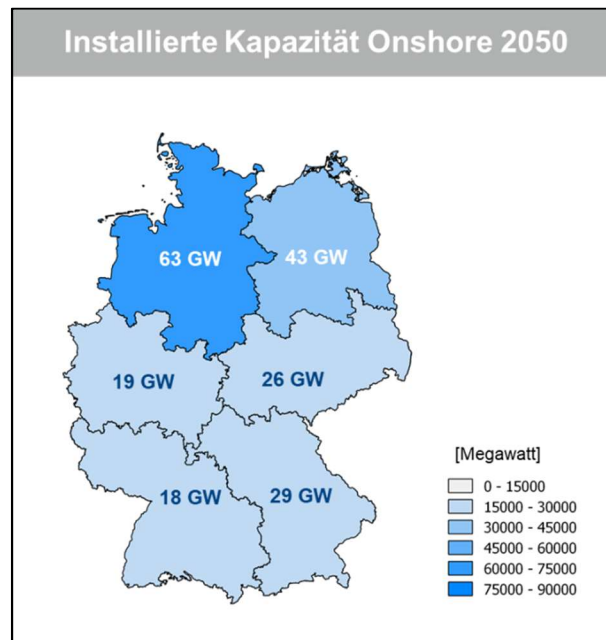 Installierte Kapazität Onshore 2050
63 GW
43 GW
19 GW
26 GW
18 GW
29 GW
[Megawatt]
0 - 15000
15000 - 30000
30000 - 45000
45000 - 60000
60000 - 75000
75000 - 90000